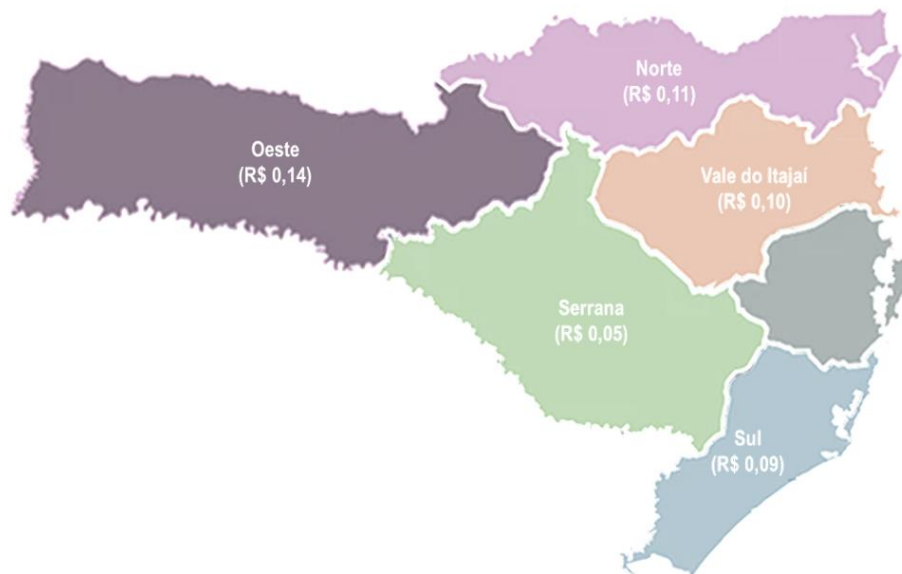 Norte
(R$ 0,11)
Oeste
(R$ 0,14)
Vale do Itajaí
(R$ 0,10)
Serrana
(R$ 0,05)
Sul
(R$ 0,09)